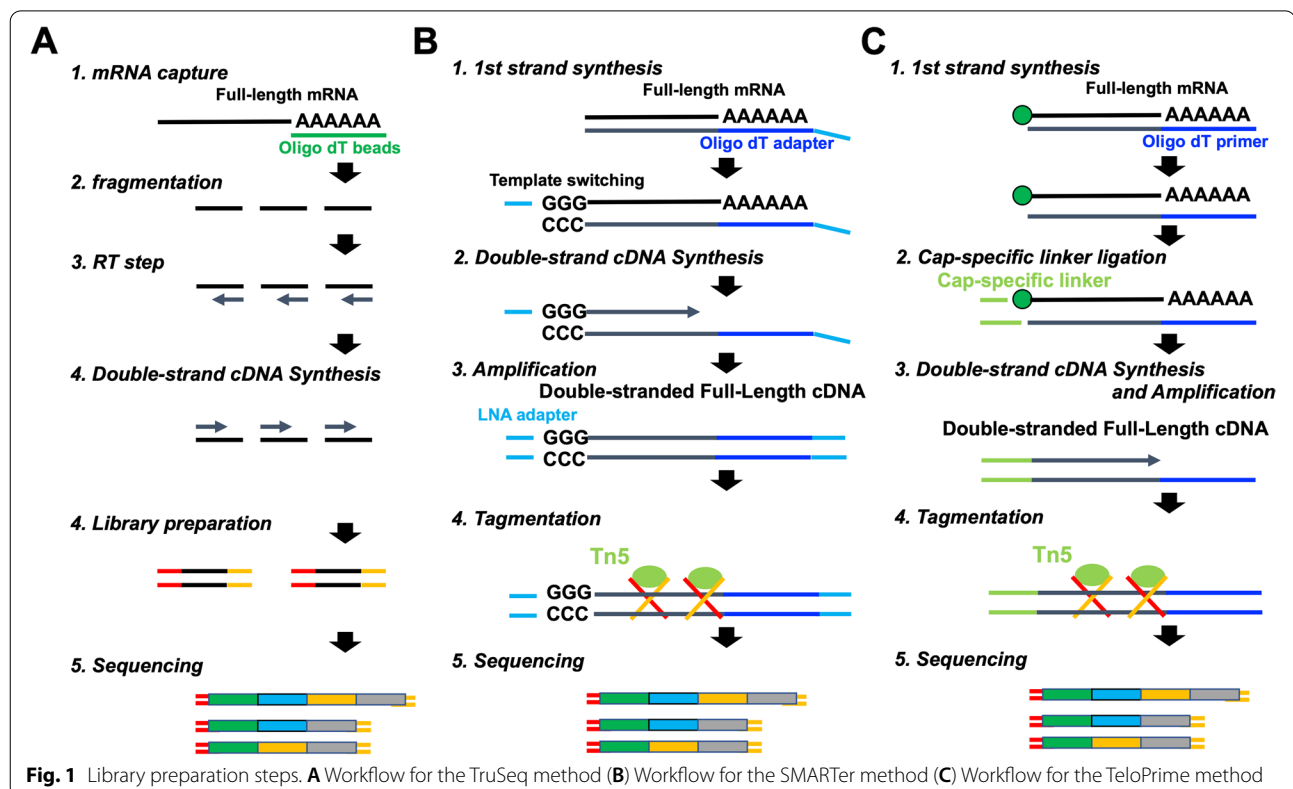 A
1. mRNA capture
Full-length mRNA
AAAAAA
Oligo dT beads
2. fragmentation
3. RT step
4. Double-strand cDNA Synthesis
4. Library preparation
5. Sequencing
B
1. 1st strand synthesis
Full-length mRNA
AAAAAA
Oligo dT adapter
Template switching
GGG AAAAAA
CCC
2. Double-strand cDNA Synthesis
GGG
CCC
3. Amplification
Double-stranded Full-Length cDNA
LNA adapter
GGG
CCC
4. Tagmentation
Tn5
GGG
CCC
5. Sequencing
C
1. 1st strand synthesis
Full-length mRNA
AAAAAA
Oligo dT primer
AAAAAA
2. Cap-specific linker ligation
Cap-specific linker
AAAAAA
3. Double-strand cDNA Synthesis
and Amplification
Double-stranded Full-Length cDNA
4. Tagmentation
Tn5
5. Sequencing
Fig. 1 Library preparation steps. A Workflow for the TruSeq method (B) Workflow for the SMARTer method (C) Workflow for the TeloPrime method